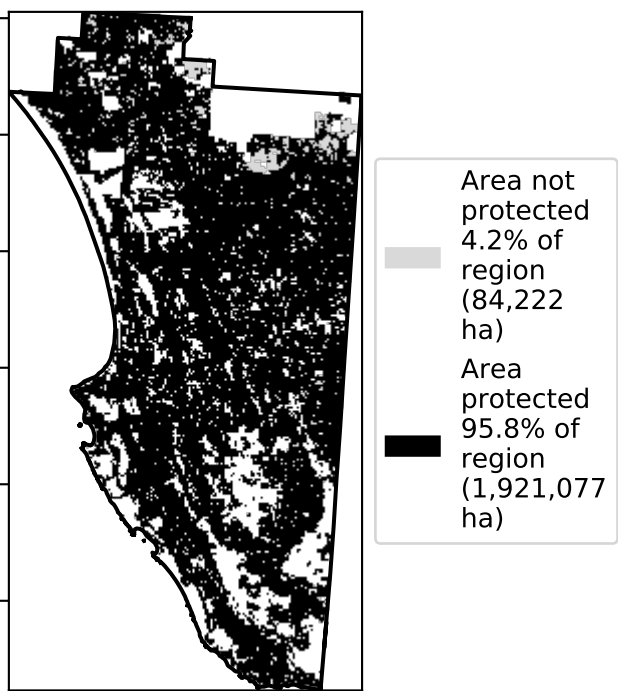 Area not
protected
4.2% of
region
(84,222
ha)
Area
protected
95.8% of
region
(1,921,077
ha)